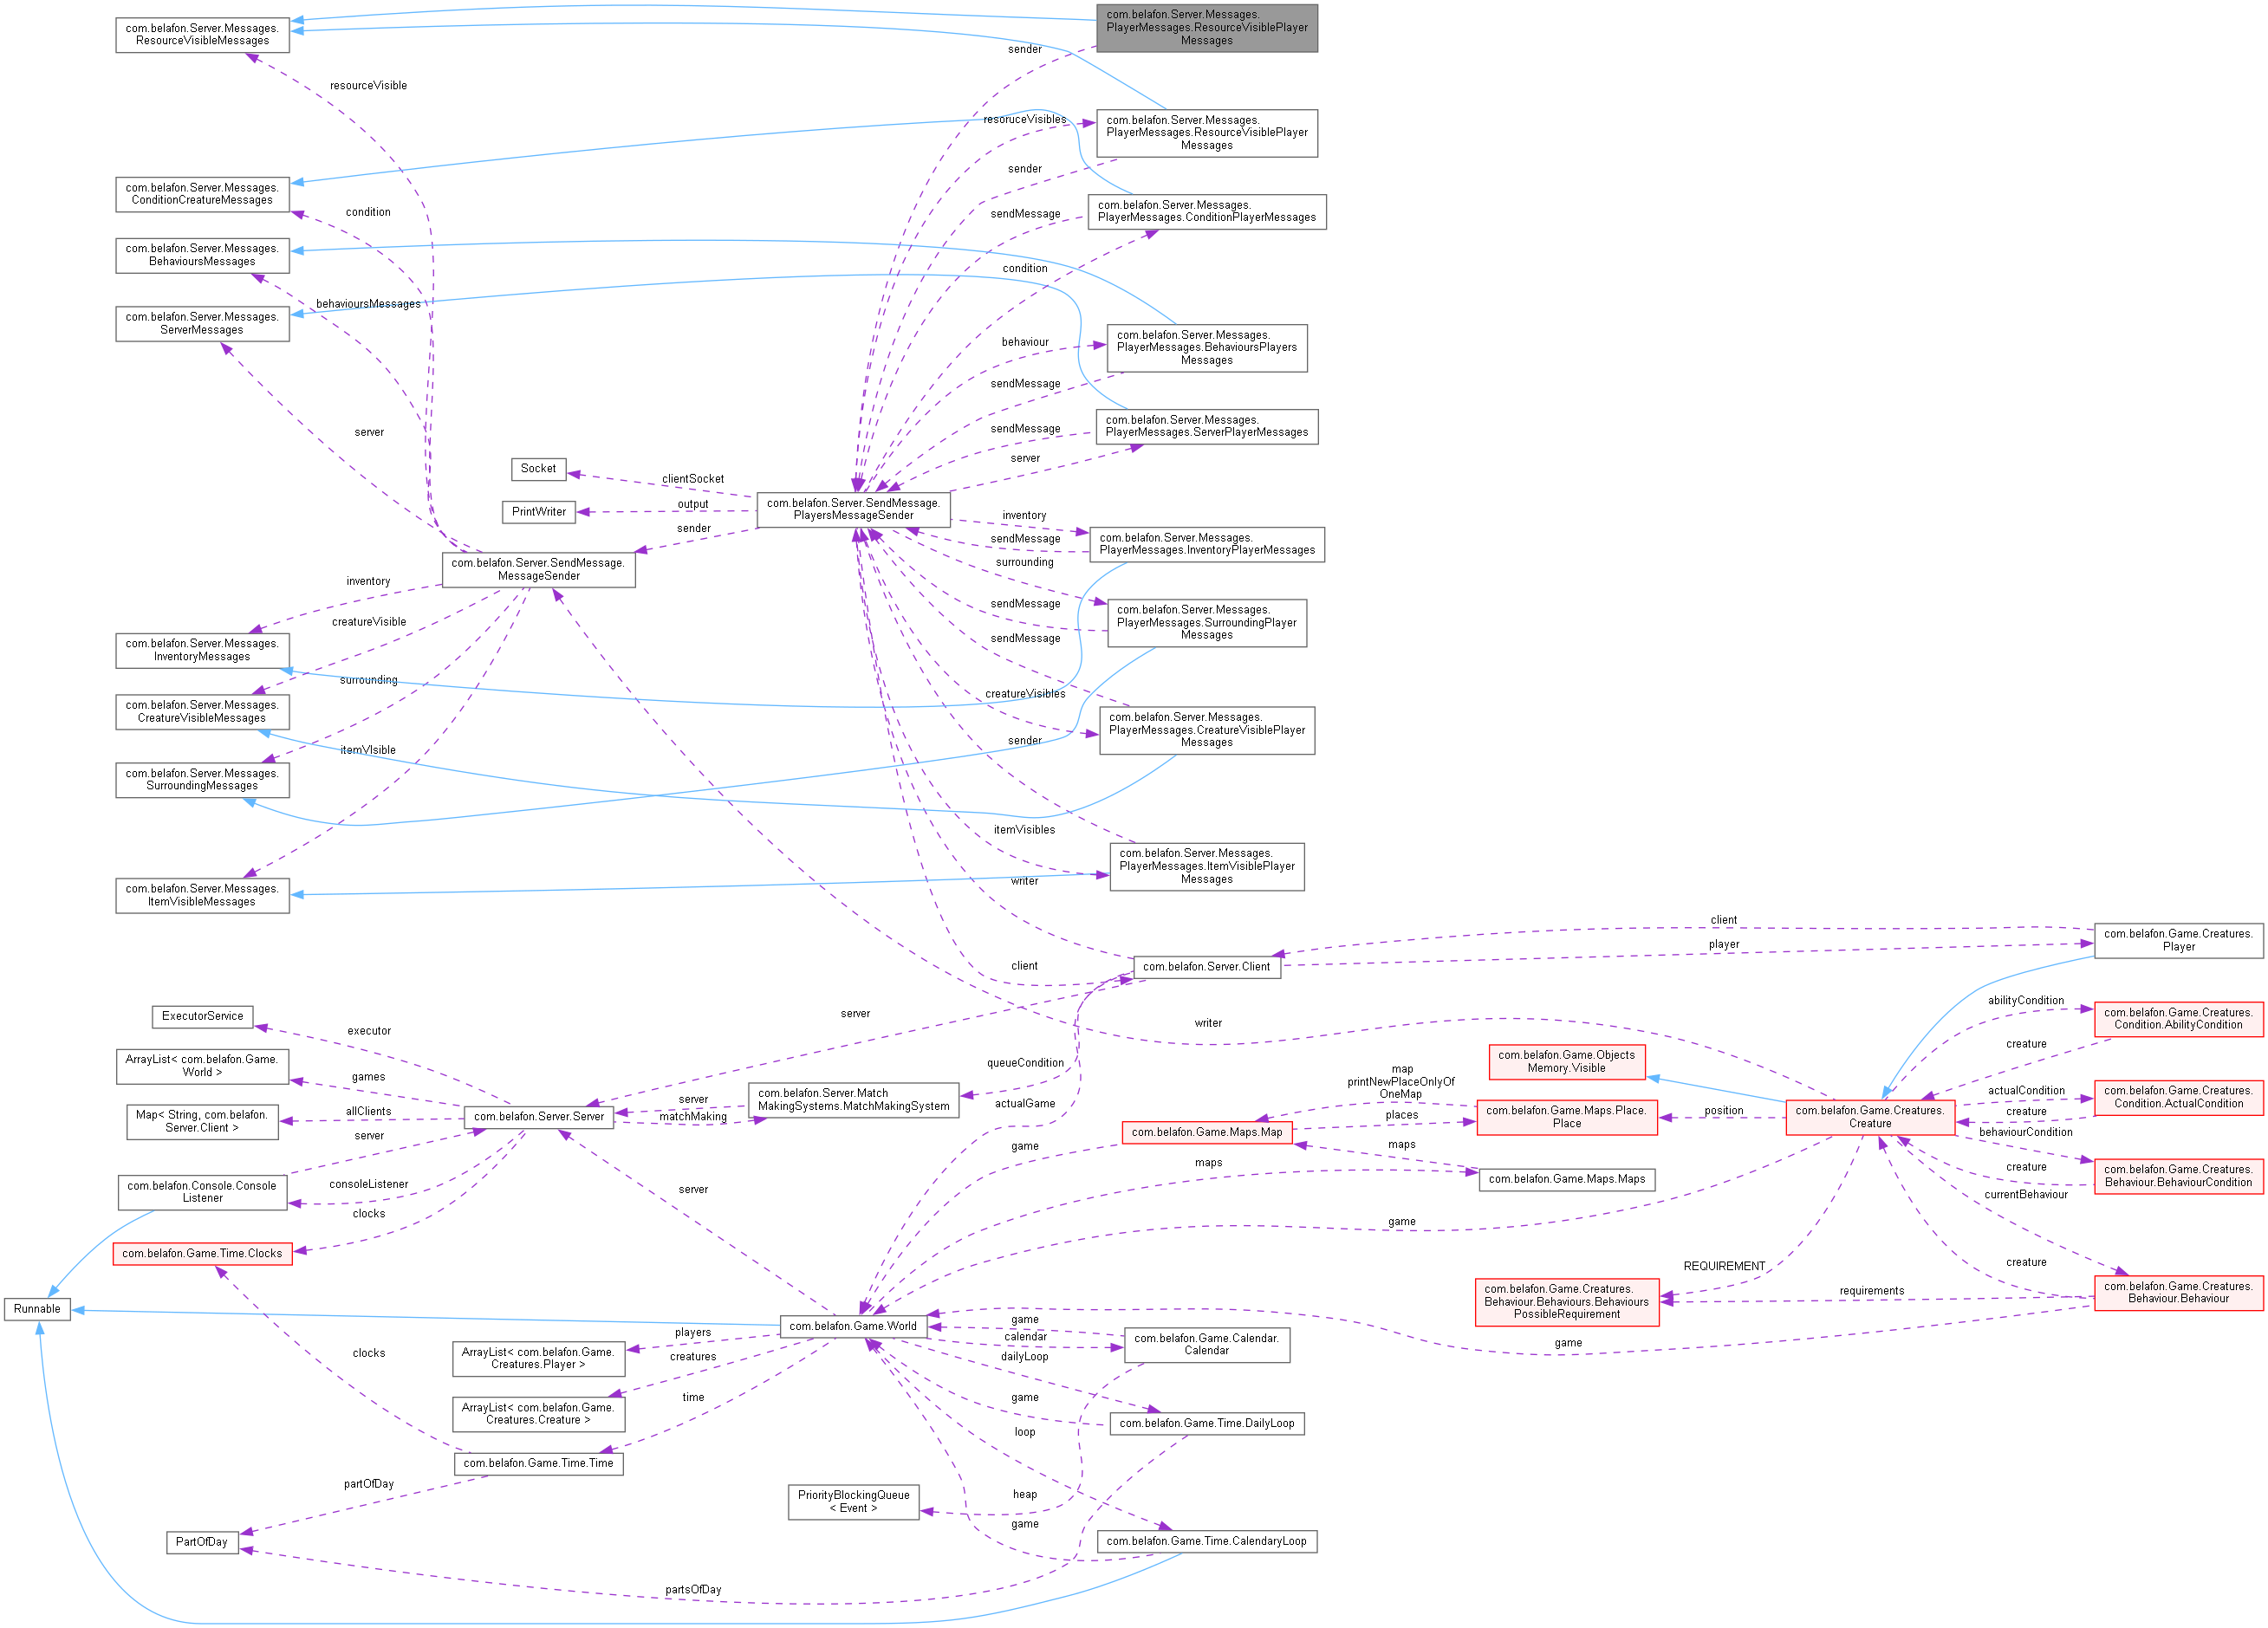 com.belafon.Server.Messages.
PlayerMessages.ResourceVisiblePlayer
Messages
com.belafon.Server.Messages.
ResourceVisibleMessages
sender
resourceVisible
resoruceVisibles
com.belafon.Server.Messages.
PlayerMessages.ResourceVisiblePlayer
Messages
sender
com.belafon.Server.Messages.
ConditionCreatureMessages
condition
sendMessage
com.belafon.Server.Messages.
PlayerMessages.ConditionPlayerMessages
com.belafon.Server.Messages.
BehavioursMessages
condition
behavioursMessages
com.belafon.Server.Messages.
ServerMessages
behaviour
com.belafon.Server.Messages.
PlayerMessages.BehavioursPlayers
Messages
sendMessage
server
sendMessage
com.belafon.Server.Messages.
PlayerMessages.ServerPlayerMessages
server
Socket
clientSocket
PrintWriter
output
com.belafon.Server.SendMessage.
PlayersMessageSender
inventory
sender
sendMessage
com.belafon.Server.Messages.
PlayerMessages.InventoryPlayerMessages
com.belafon.Server.SendMessage.
MessageSender
surrounding
inventory
sendMessage
com.belafon.Server.Messages.
PlayerMessages.SurroundingPlayer
Messages
creatureVisible
sendMessage
com.belafon.Server.Messages.
InventoryMessages
surrounding
creatureVisibles
com.belafon.Server.Messages.
CreatureVisibleMessages
com.belafon.Server.Messages.
PlayerMessages.CreatureVisiblePlayer
Messages
sender
itemVIsible
com.belafon.Server.Messages.
SurroundingMessages
itemVisibles
com.belafon.Server.Messages.
PlayerMessages.ItemVisiblePlayer
Messages
writer
com.belafon.Server.Messages.
ItemVisibleMessages
client
client
player
com.belafon.Server.Client
com.belafon.Game.Creatures.
Player
ExecutorService
executor
server
writer
abilityCondition
com.belafon.Game.Creatures.
Condition.AbilityCondition
creature
ArrayList< com.belafon.Game.
World >
games
queueCondition
com.belafon.Game.Objects
Memory.Visible
map
printNewPlaceOnlyOf
OneMap
actualCondition
com.belafon.Game.Creatures.
Condition.ActualCondition
creature
Map< String, com.belafon.
Server.Client >
allClients
com.belafon.Server.Server
server
matchMaking
com.belafon.Server.Match
MakingSystems.MatchMakingSystem
actualGame
places
com.belafon.Game.Maps.Place.
Place
position
com.belafon.Game.Creatures.
Creature
com.belafon.Game.Maps.Map
behaviourCondition
server
game
maps
maps
com.belafon.Game.Maps.Maps
creature
com.belafon.Game.Creatures.
Behaviour.BehaviourCondition
com.belafon.Console.Console
Listener
consoleListener
server
currentBehaviour
clocks
game
com.belafon.Game.Time.Clocks
REQUIREMENT
creature
com.belafon.Game.Creatures.
Behaviour.Behaviour
Runnable
com.belafon.Game.Creatures.
Behaviour.Behaviours.Behaviours
PossibleRequirement
requirements
com.belafon.Game.World
game
calendar
com.belafon.Game.Calendar.
Calendar
game
players
ArrayList< com.belafon.Game.
Creatures.Player >
creatures
dailyLoop
clocks
ArrayList< com.belafon.Game.
Creatures.Creature >
time
game
com.belafon.Game.Time.DailyLoop
loop
com.belafon.Game.Time.Time
partOfDay
heap
PriorityBlockingQueue
< Event >
game
PartOfDay
com.belafon.Game.Time.CalendaryLoop
partsOfDay